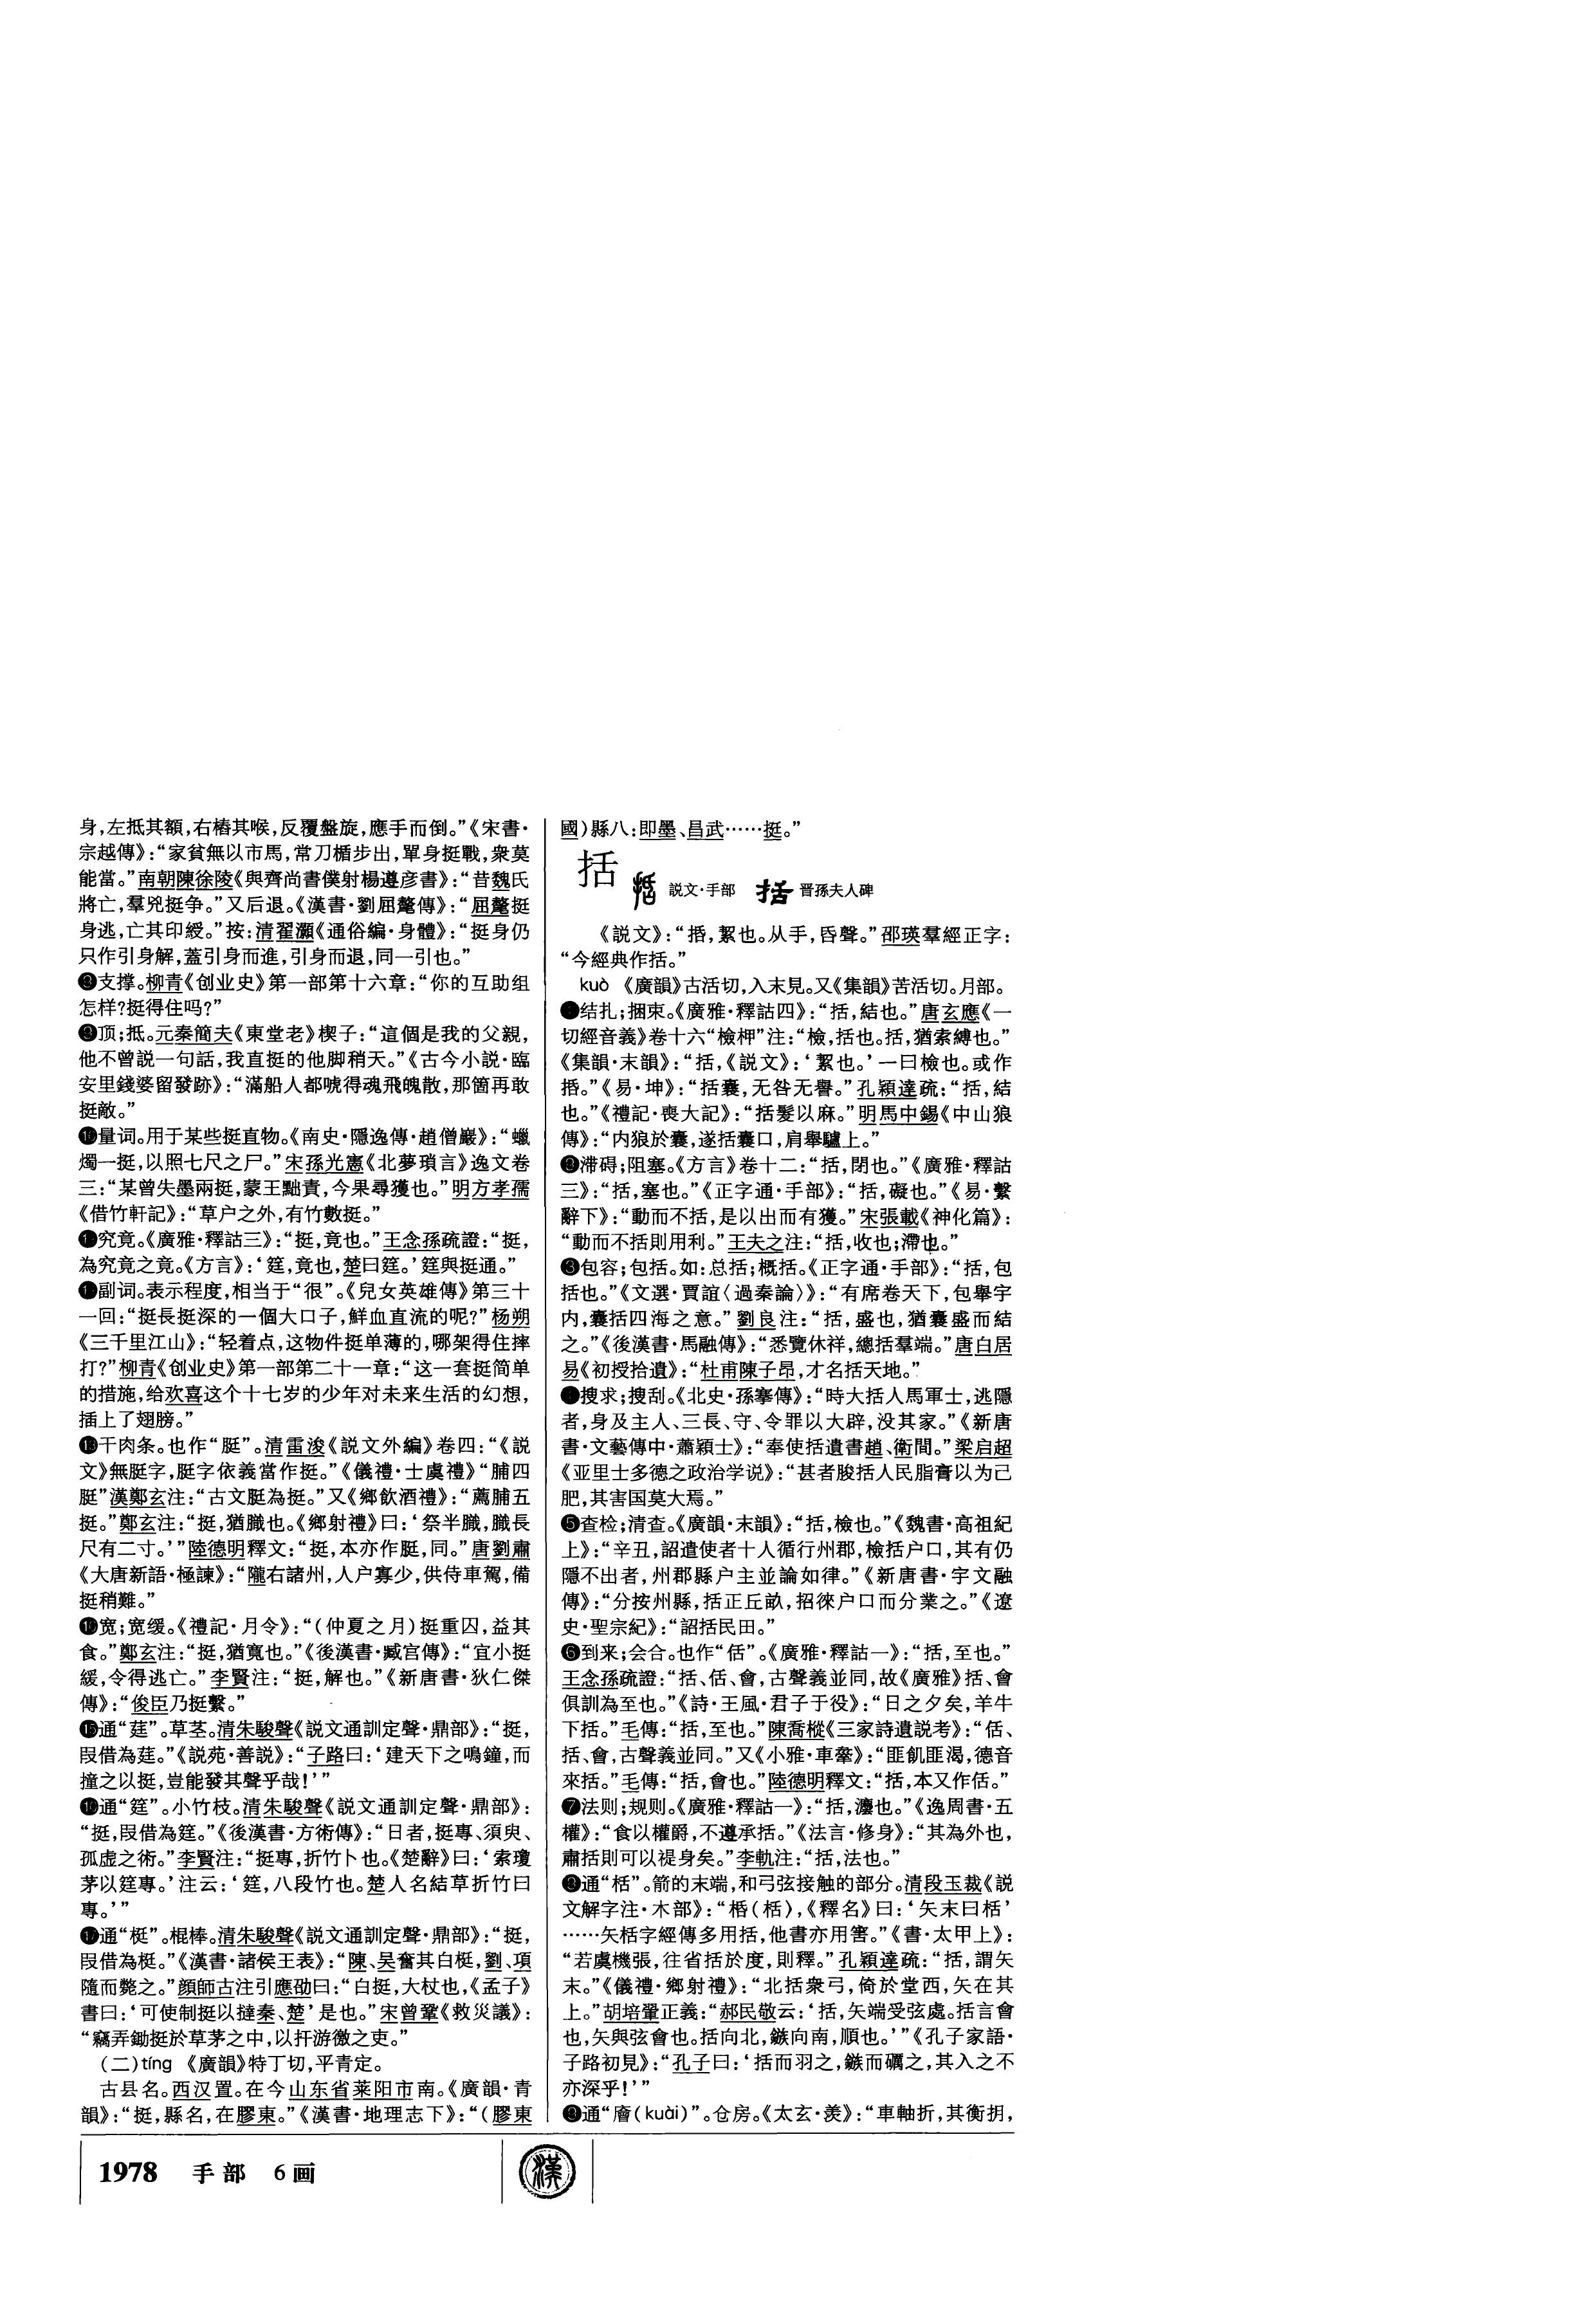 身，左抵其額，右樁其喉，反覆盤旋，應手而倒。”《宋書·
宗越傳》：“家貧無以市馬，常刀楯步出，單身挺戰，衆莫
能當。”南朝陳徐陵《與齊尚書僕射楊遵彦書》：“昔魏氏
將亡，羣兇挺争。”又后退。《漢書·劉屈氂傳》：“屈氂挺
身逃，亡其印綬。”按：清翟灝《通俗編·身體》：“挺身仍
只作引身解，蓋引身而進，引身而退，同一引也。”
❽支撑。柳青《创业史》第一部第十六章：“你的互助组
怎样？挺得住吗？”
❾顶；抵。元秦簡夫《東堂老》楔子：“這個是我的父親，
他不曾説一句話，我直挺的他脚稍天。”《古今小説·臨
安里錢婆留發跡》：“滿船人都唬得魂飛魄散，那箇再敢
挺敵。”
❿量词。用于某些挺直物。《南史·隱逸傳·趙僧巖》：“蠟
燭一挺，以照七尺之尸。”宋孫光憲《北夢瑣言》逸文卷
三：“某曾失墨兩挺，蒙王黜責，今果尋獲也。”明方孝孺
《借竹軒記》：“草户之外，有竹數挺。”
⓫究竟。《廣雅·釋詁三》：“挺，竟也。”王念孫疏證：“挺，
為究竟之竟。《方言》：‘筳，竟也，楚曰筳。’筳與挺通。”
⓬副词。表示程度，相当于“很”。《兒女英雄傳》第三十
一回：“挺長挺深的一個大口子，鮮血直流的呢？”杨朔
《三千里江山》：“轻着点，这物件挺单薄的，哪架得住摔
打？”柳青《创业史》第一部第二十一章：“这一套挺简单
的措施，给欢喜这个十七岁的少年对未来生活的幻想，
插上了翅膀。”
⓭干肉条。也作“脡”。清雷浚《説文外編》卷四：“《説
文》無脡字，脡字依義當作挺。”《儀禮·士虞禮》“脯四
脡”漢鄭玄注：“古文脡為挺。”又《鄉飲酒禮》：“薦脯五
挺。”鄭玄注：“挺，猶膱也。《鄉射禮》曰：‘祭半膱，膱長
尺有二寸。’”陸德明釋文：“挺，本亦作脡，同。”唐劉肅
《大唐新語·極諫》：“隴右諸州，人户寡少，供侍車駕，備
挺稍難。”
⓮宽；宽缓。《禮記·月令》：“（仲夏之月）挺重囚，益其
食。”鄭玄注：“挺，猶寬也。”《後漢書·臧宫傳》：“宜小挺
緩，令得逃亡。”李賢注：“挺，解也。”《新唐書·狄仁傑
傳》：“俊臣乃挺繫。”
⓯通“莛”。草茎。清朱駿聲《説文通訓定聲·鼎部》：“挺，
叚借為莛。”《説苑·善説》：“子路曰：‘建天下之鳴鐘，而
撞之以挺，豈能發其聲乎哉！’”
⓰通“筳”。小竹枝。清朱駿聲《説文通訓定聲·鼎部》：
“挺，叚借為筳。”《後漢書·方術傳》：“日者，挺專、須臾、
孤虚之術。”李賢注：“挺專，折竹卜也。《楚辭》曰：‘索瓊
茅以筳專。’注云：‘筳，八段竹也。楚人名結草折竹曰
專。’”
⓱通“梃”。棍棒。清朱駿聲《説文通訓定聲·鼎部》：“挺，
叚借為梃。”《漢書·諸侯王表》：“陳、吴奮其白梃，劉、項
隨而斃之。”顔師古注引應劭曰：“白挺，大杖也，《孟子》
書曰：‘可使制挺以撻秦、楚’是也。”宋曾鞏《救災議》：
“竊弄鋤挺於草茅之中，以扞游徼之吏。”
（二）tíng 《廣韻》特丁切，平青定。
古县名。西汉置。在今山东省莱阳市南。《廣韻·青
韻》：“挺，縣名，在膠東。”《漢書·地理志下》：“（膠東
國）縣八：即墨、昌武……挺。”
括 説文·手部 括 晋孫夫人碑
《説文》：“𢬸，絜也。从手，𠯑聲。”邵瑛羣經正字：
“今經典作括。”
kuò 《廣韻》古活切，入末見。又《集韻》苦活切。月部。
❶结扎；捆束。《廣雅·釋詁四》：“括，結也。”唐玄應《一
切經音義》卷十六“檢柙”注：“檢，括也。括，猶索縛也。”
《集韻·末韻》：“括，《説文》：‘絜也。’一曰檢也。或作
𢬸。”《易·坤》：“括囊，无咎无譽。”孔穎達疏：“括，結
也。”《禮記·喪大記》：“括髮以麻。”明馬中錫《中山狼
傳》：“内狼於囊，遂括囊口，肩舉驢上。”
❷滞碍；阻塞。《方言》卷十二：“括，閉也。”《廣雅·釋詁
三》：“括，塞也。”《正字通·手部》：“括，礙也。”《易·繫
辭下》：“動而不括，是以出而有獲。”宋張載《神化篇》：
“動而不括則用利。”王夫之注：“括，收也；滯也。”
❸包容；包括。如：总括；概括。《正字通·手部》：“括，包
括也。”《文選·賈誼〈過秦論〉》：“有席卷天下，包舉宇
内，囊括四海之意。”劉良注：“括，盛也，猶囊盛而結
之。”《後漢書·馬融傳》：“悉覽休祥，總括羣端。”唐白居
易《初授拾遺》：“杜甫陳子昂，才名括天地。”
❹搜求；搜刮。《北史·孫搴傳》：“時大括人馬軍士，逃隱
者，身及主人、三長、守、令罪以大辟，没其家。”《新唐
書·文藝傳中·蕭穎士》：“奉使括遺書趙、衛間。”梁启超
《亚里士多德之政治学说》：“甚者朘括人民脂膏以为己
肥，其害国莫大焉。”
❺查检；清查。《廣韻·末韻》：“括，檢也。”《魏書·高祖紀
上》：“辛丑，詔遣使者十人循行州郡，檢括户口，其有仍
隱不出者，州郡縣户主並論如律。”《新唐書·宇文融
傳》：“分按州縣，括正丘畝，招徠户口而分業之。”《遼
史·聖宗紀》：“詔括民田。”
❻到来；会合。也作“佸”。《廣雅·釋詁一》：“括，至也。”
王念孫疏證：“括、佸、會，古聲義並同，故《廣雅》括、會
俱訓為至也。”《詩·王風·君子于役》：“日之夕矣，羊牛
下括。”毛傳：“括，至也。”陳喬樅《三家詩遺説考》：“佸、
括、會，古聲義並同。”又《小雅·車舝》：“匪飢匪渴，德音
來括。”毛傳：“括，會也。”陸德明釋文：“括，本又作佸。”
❼法则；规则。《廣雅·釋詁一》：“括，灋也。”《逸周書·五
權》：“食以權爵，不遵承括。”《法言·修身》：“其為外也，
肅括則可以禔身矣。”李軌注：“括，法也。”
❽通“栝”。箭的末端，和弓弦接触的部分。清段玉裁《説
文解字注·木部》：“桰（栝），《釋名》曰：‘矢末曰栝’
……矢栝字經傳多用括，他書亦用筈。”《書·太甲上》：
“若虞機張，往省括於度，則釋。”孔穎達疏：“括，謂矢
末。”《儀禮·鄉射禮》：“北括衆弓，倚於堂西，矢在其
上。”胡培翬正義：“郝民敬云：‘括，矢端受弦處。括言會
也，矢與弦會也。括向北，鏃向南，順也。’”《孔子家語·
子路初見》：“孔子曰：‘括而羽之，鏃而礪之，其入之不
亦深乎！’”
❾通“廥（kuài）”。仓房。《太玄·羡》：“車軸折，其衡抈，
1978 手部 6画 漢